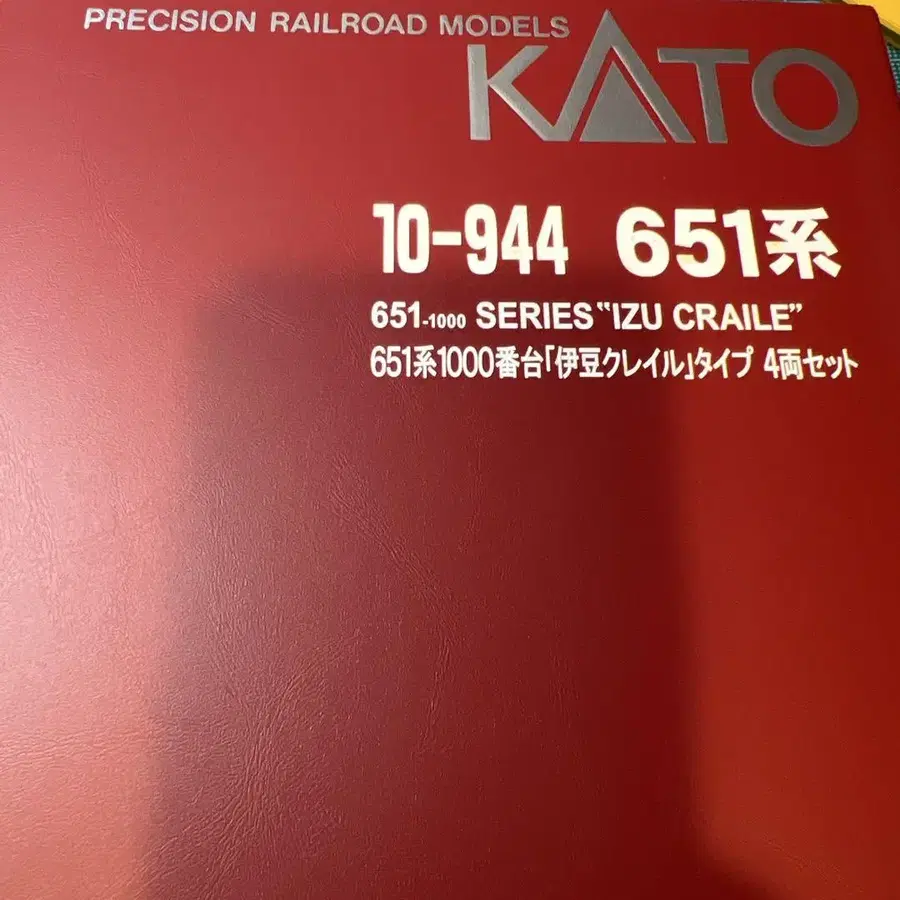 PRECISION RAILROAD MODELS
KATO
10-944 651系
651-1000 SERIES "IZU CRAILE"
651系1000番台「伊豆クレイル」タイプ 4両セット